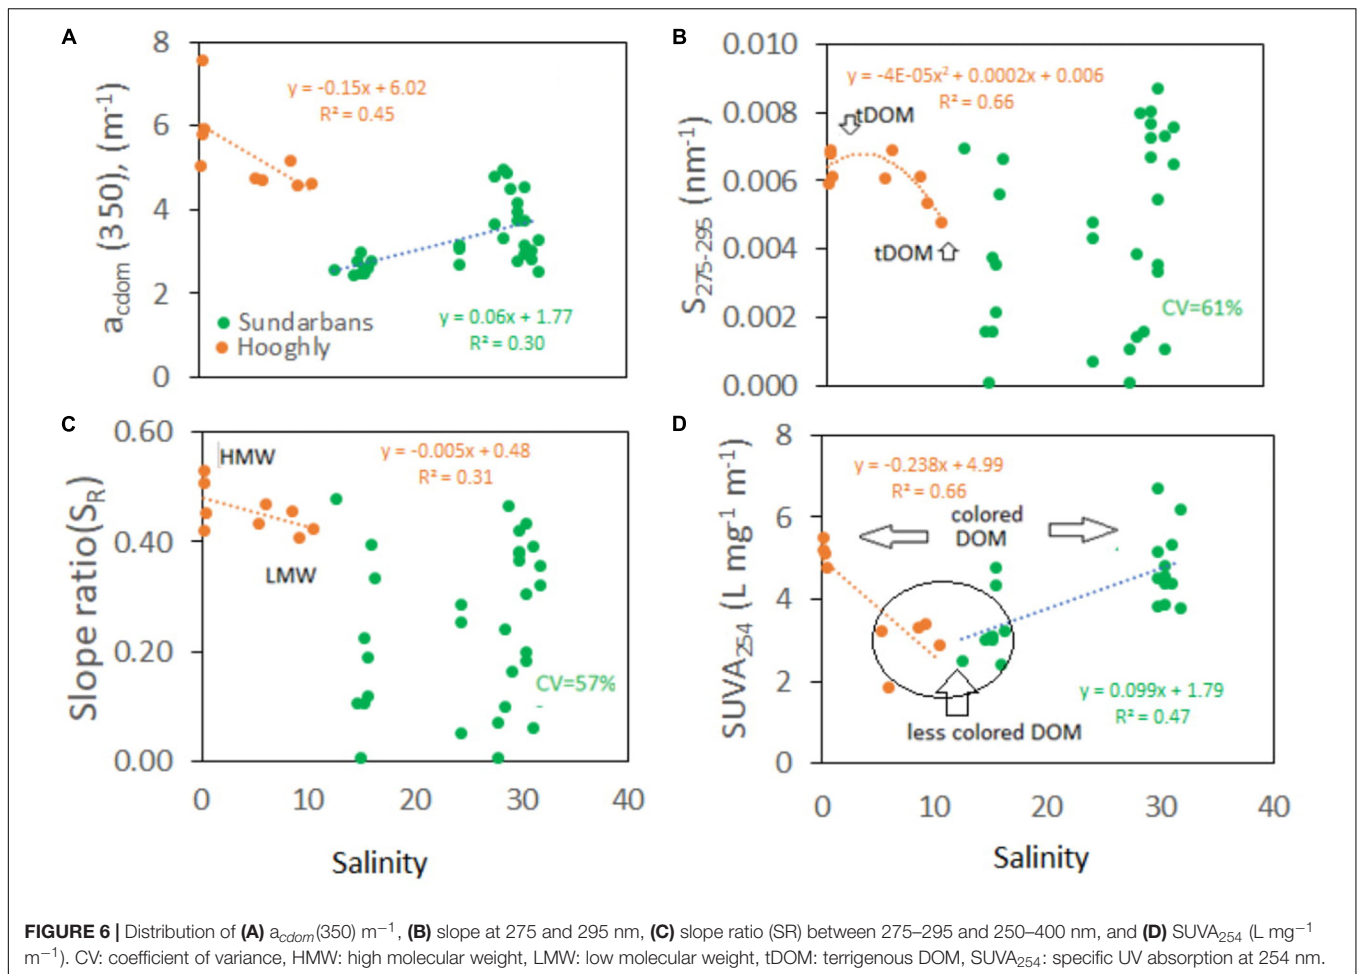 A
8
6
4
2
0
a_cdom (350), (m⁻¹)
y = -0.15x + 6.02
R² = 0.45
Sundarbans
Hooghly
y = 0.06x + 1.77
R² = 0.30
B
0.010
0.008
0.006
0.004
0.002
0.000
S₂₇₅₋₂₉₅ (nm⁻¹)
y = -4E-05x² + 0.0002x + 0.006
R² = 0.66
tDOM
tDOM
CV=61%
C
0.60
0.40
0.20
0.00
Slope ratio(S_R)
HMW
y = -0.005x + 0.48
R² = 0.31
LMW
CV=57%
0 10 20 30 40
Salinity
D
8
6
4
2
0
SUVA₂₅₄ (L mg⁻¹ m⁻¹)
y = -0.238x + 4.99
R² = 0.66
colored
DOM
y = 0.099x + 1.79
R² = 0.47
less colored DOM
0 10 20 30 40
Salinity
FIGURE 6 | Distribution of (A) a_cdom(350) m⁻¹, (B) slope at 275 and 295 nm, (C) slope ratio (SR) between 275–295 and 250–400 nm, and (D) SUVA₂₅₄ (L mg⁻¹
m⁻¹). CV: coefficient of variance, HMW: high molecular weight, LMW: low molecular weight, tDOM: terrigenous DOM, SUVA₂₅₄: specific UV absorption at 254 nm.